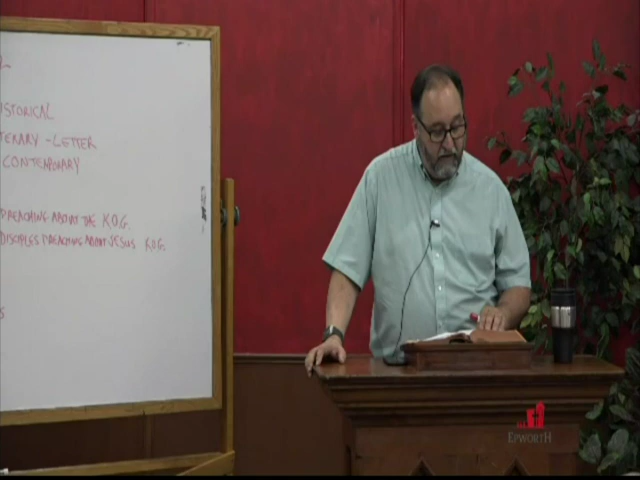 ISTORICAL
TERARY - LETTER
CONTEMPORARY
PREACHING ABOUT THE K.O.G.
DISCIPLES PREACHING ABOUT JESUS K.O.G.
S
EPWORTH